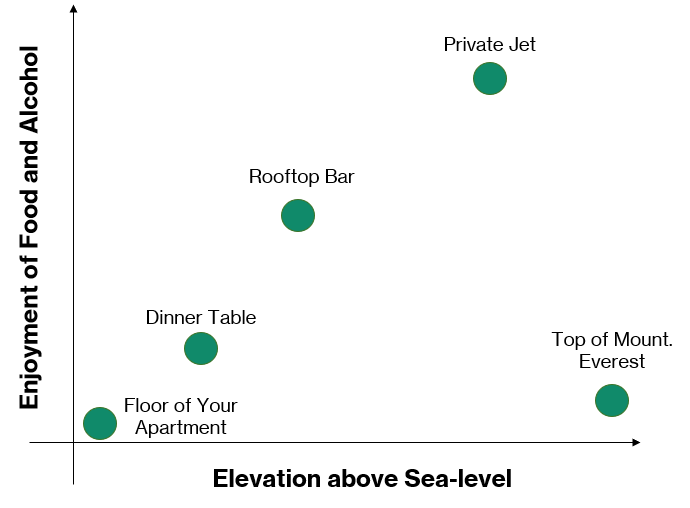 Private Jet
Rooftop Bar
Dinner Table
Top of Mount.
Everest
Floor of Your
Apartment
Enjoyment of Food and Alcohol
Elevation above Sea-level